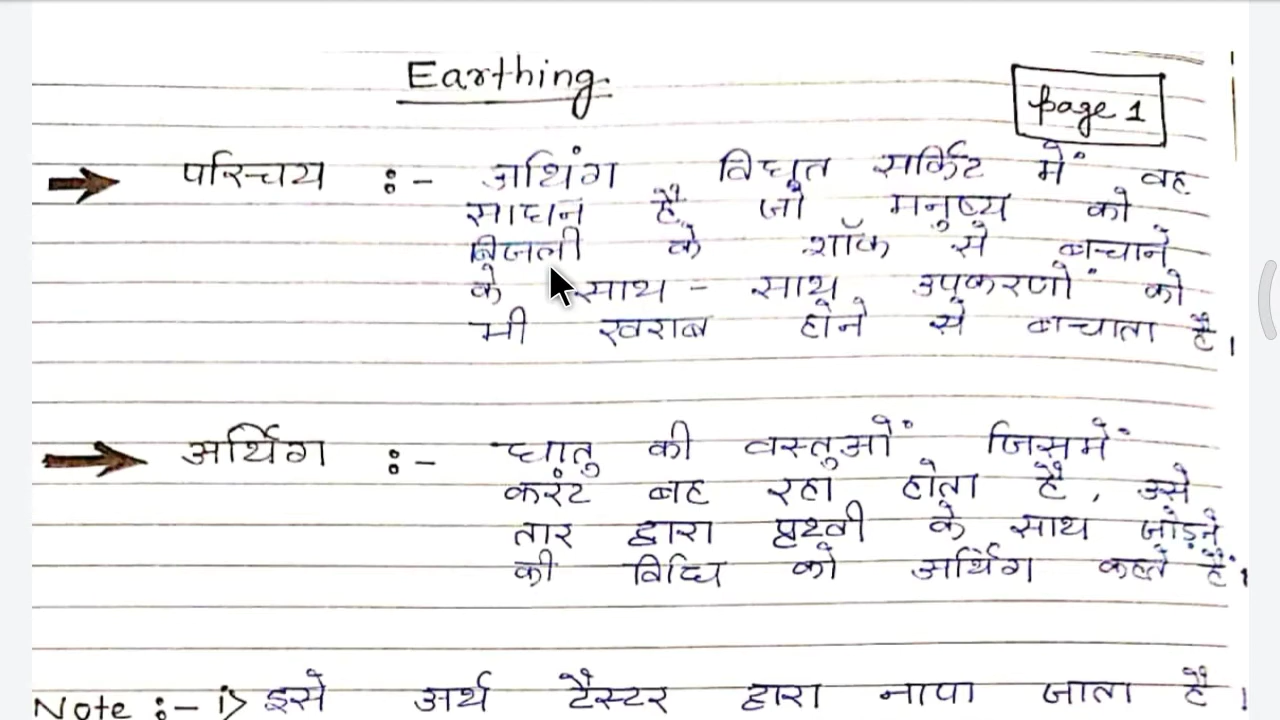 Earthing
page 1
परिचय :- अर्थिंग विद्युत सर्किट में वह
साधन है जो मनुष्य को
बिजली के शॉक से बचाने
के साथ - साथ उपकरणों को
भी खराब होने से बचाता है।
अर्थिंग :- धातु की वस्तुओं जिसमें
करंट बह रहा होता है, उसे
तार द्वारा पृथ्वी के साथ जोड़ने
की विधि को अर्थिंग कहते हैं।
Note :- i> इसे अर्थ टैस्टर द्वारा नापा जाता है।